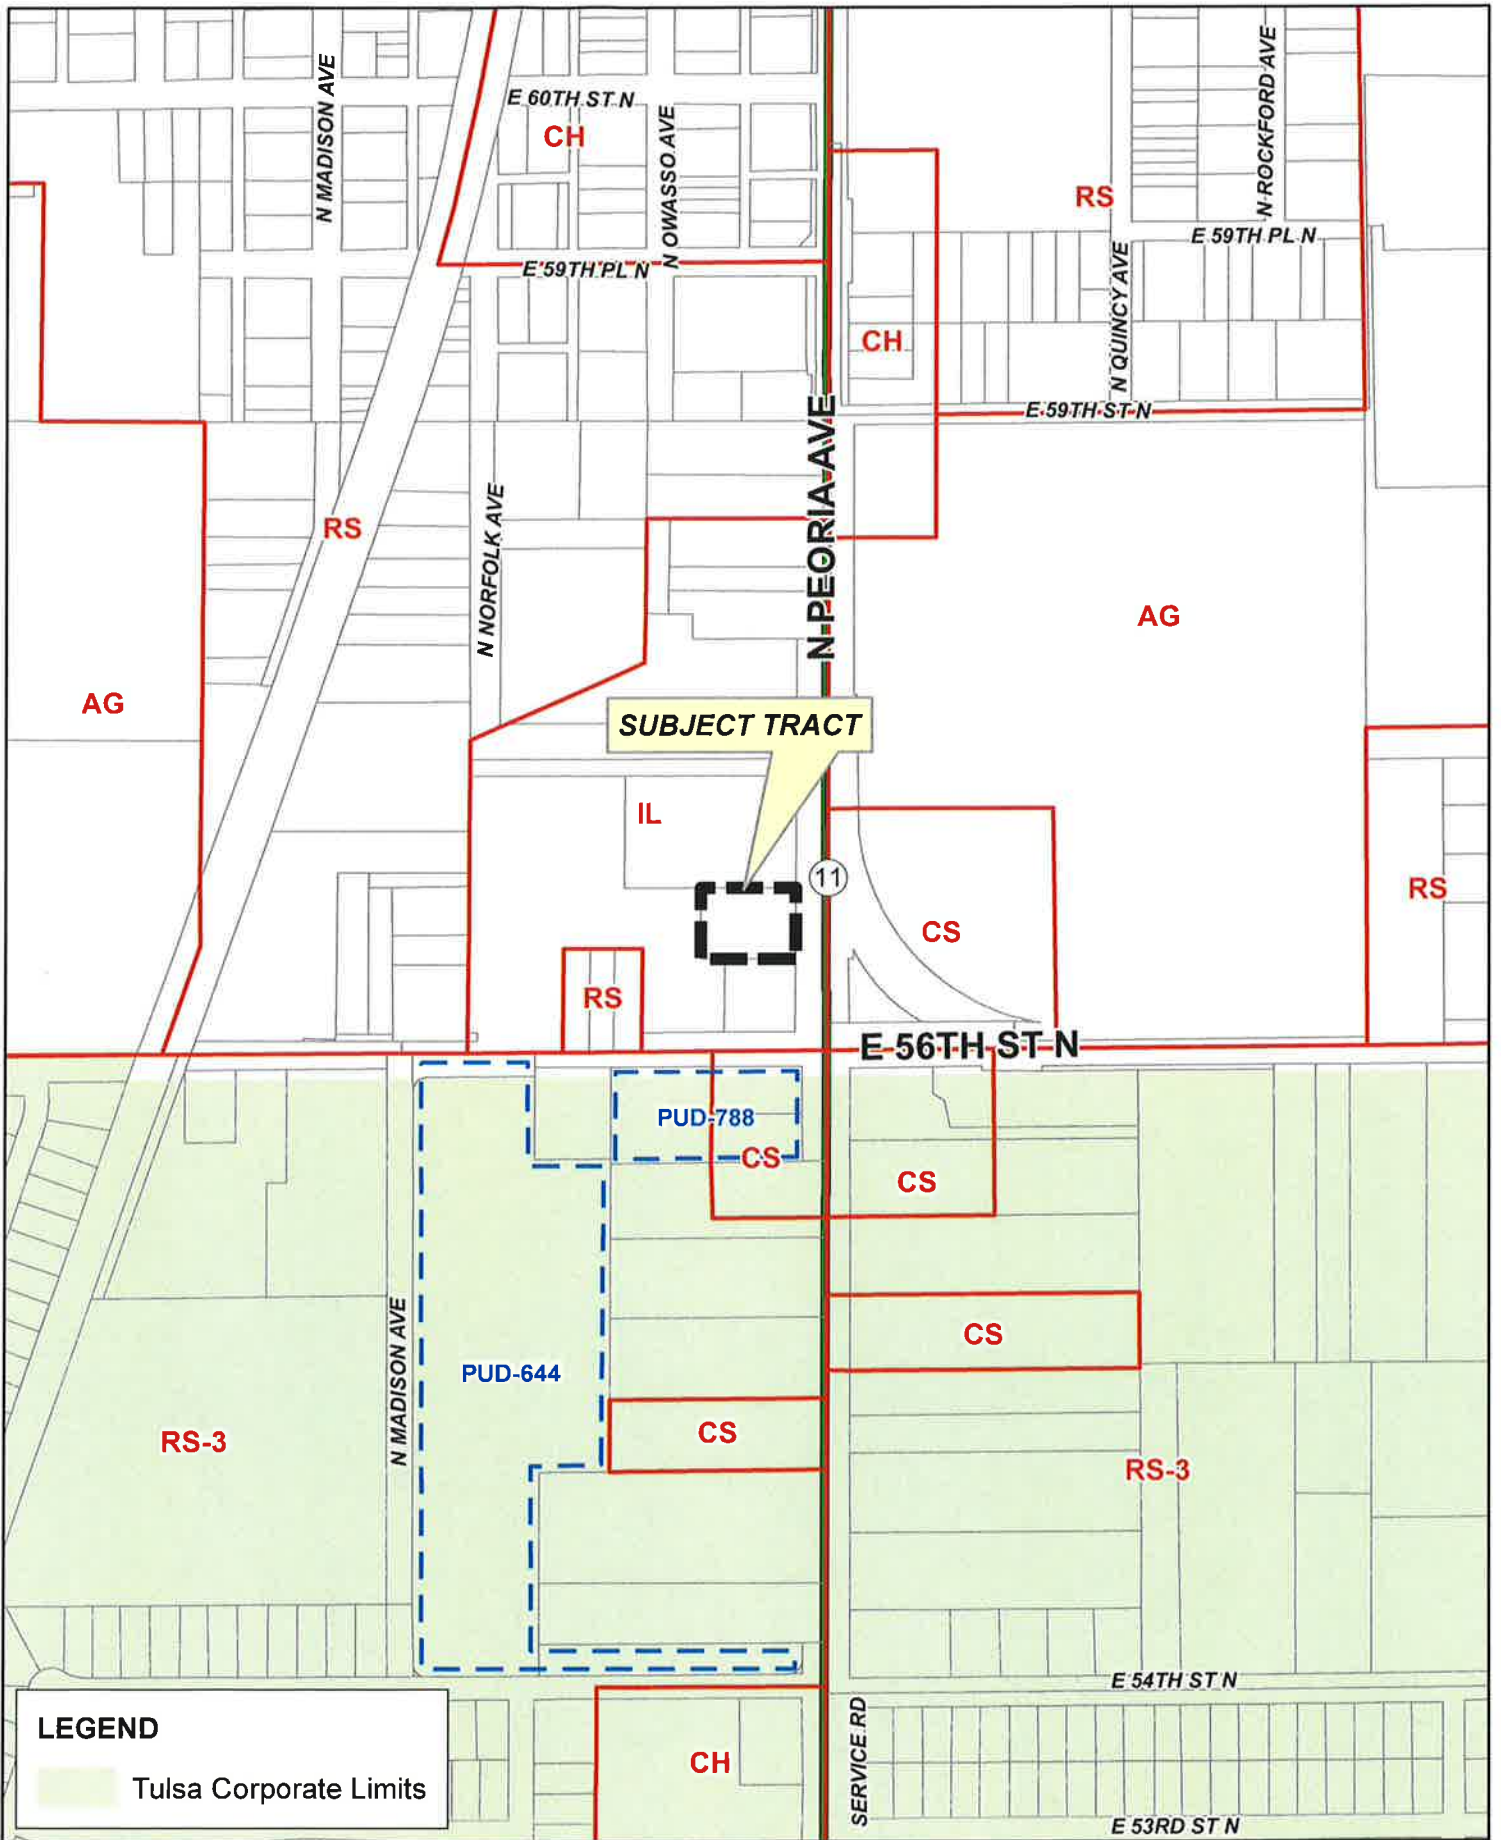 E 60TH ST N
CH
N MADISON AVE
N OWASSO AVE
N ROCKFORD AVE
RS
E 59TH PL N
E 59TH PL N
N QUINCY AVE
CH
E 59TH ST N
N PEORIA AVE
RS
N NORFOLK AVE
AG
AG
SUBJECT TRACT
IL
11
RS
CS
RS
E 56TH ST N
PUD-788
CS
CS
CS
N MADISON AVE
PUD-644
CS
RS-3
RS-3
E 54TH ST N
SERVICE RD
CH
E 53RD ST N
LEGEND
Tulsa Corporate Limits